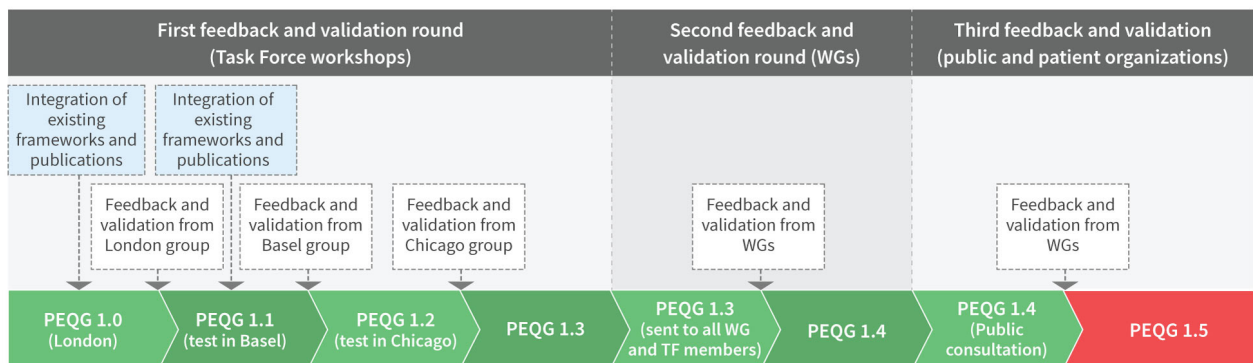 First feedback and validation round
(Task Force workshops)
Second feedback and
validation round (WGs)
Third feedback and validation
(public and patient organizations)
Integration of
existing
frameworks and
publications
Integration of
existing
frameworks and
publications
Feedback and
validation from
London group
Feedback and
validation from
Basel group
Feedback and
validation from
Chicago group
Feedback and
validation from
WGs
Feedback and
validation from
WGs
PEQG 1.0
(London)
PEQG 1.1
(test in Basel)
PEQG 1.2
(test in Chicago)
PEQG 1.3
PEQG 1.3
(sent to all WG
and TF members)
PEQG 1.4
PEQG 1.4
(Public
consultation)
PEQG 1.5